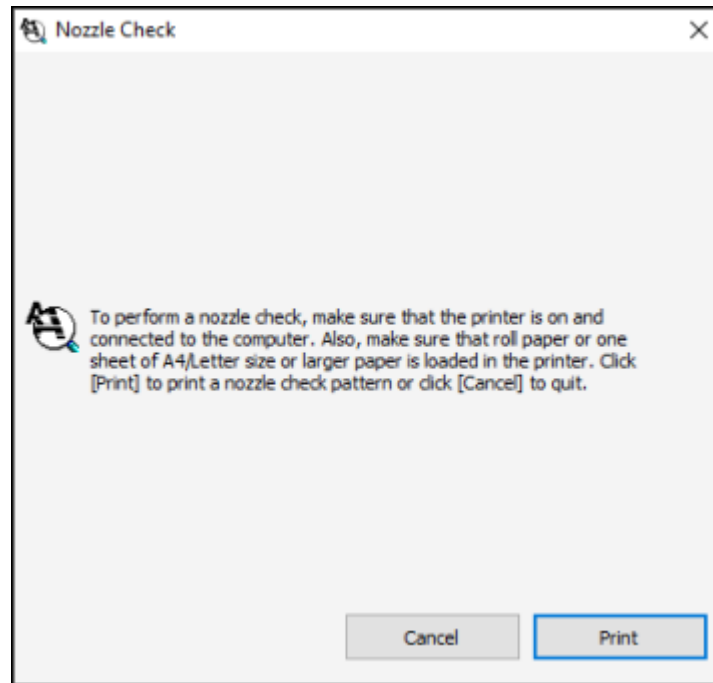 Nozzle Check
To perform a nozzle check, make sure that the printer is on and
connected to the computer. Also, make sure that roll paper or one
sheet of A4/Letter size or larger paper is loaded in the printer. Click
[Print] to print a nozzle check pattern or click [Cancel] to quit.
Cancel Print